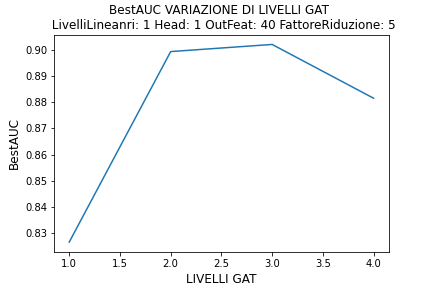 BestAUC VARIAZIONE DI LIVELLI GAT
LivelliLineanri: 1 Head: 1 OutFeat: 40 FattoreRiduzione: 5
0.90
0.89
0.88
0.87
0.86
0.85
0.84
0.83
BestAUC
1.0 1.5 2.0 2.5 3.0 3.5 4.0
LIVELLI GAT